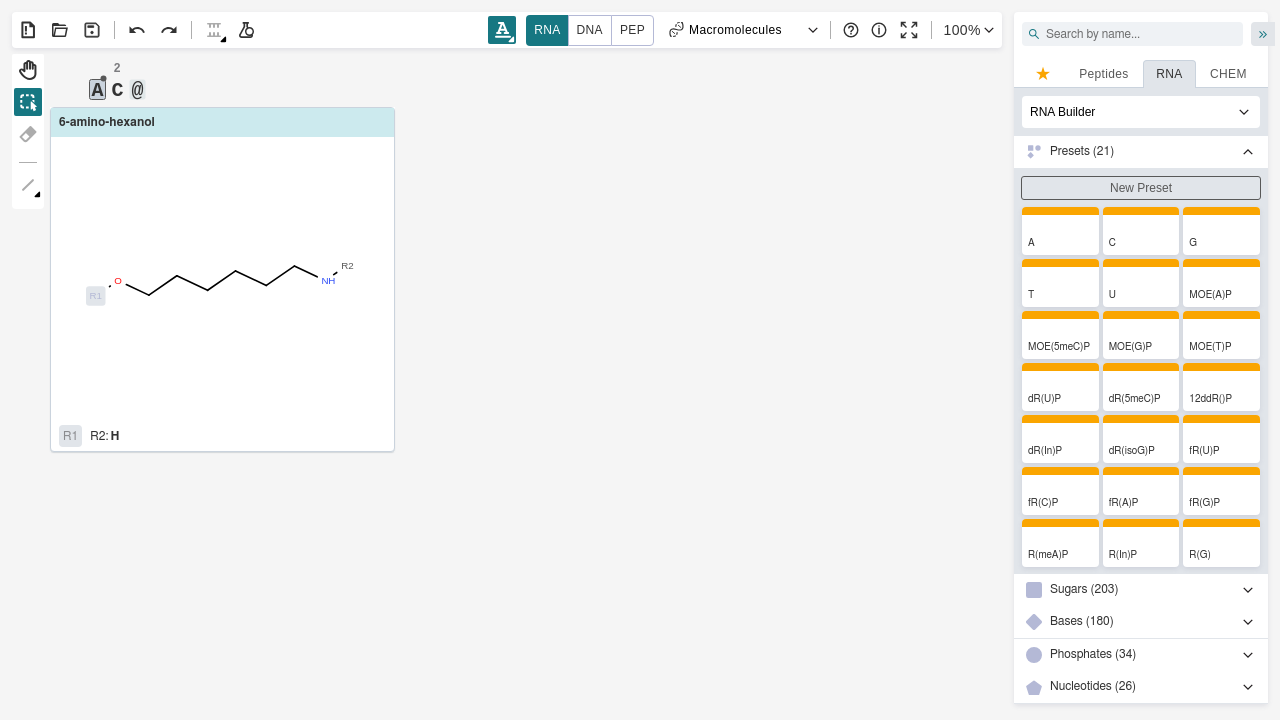 A
RNA DNA PEP
Macromolecules
100%
Search by name...
Peptides RNA CHEM
RNA Builder
Presets (21)
New Preset
A C G
T U MOE(A)P
MOE(5meC)P MOE(G)P MOE(T)P
dR(U)P dR(5meC)P 12ddR()P
dR(In)P dR(isoG)P fR(U)P
fR(C)P fR(A)P fR(G)P
R(meA)P R(In)P R(G)
Sugars (203)
Bases (180)
Phosphates (34)
Nucleotides (26)
2
A C @
6-amino-hexanol
R2
O NH
R1
R1 R2: H